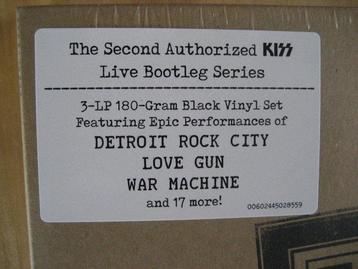 The Second Authorized KISS
Live Bootleg Series
--------------------------------
3-LP 180-Gram Black Vinyl Set
Featuring Epic Performances of
DETROIT ROCK CITY
LOVE GUN
WAR MACHINE
and 17 more!
00602445028559